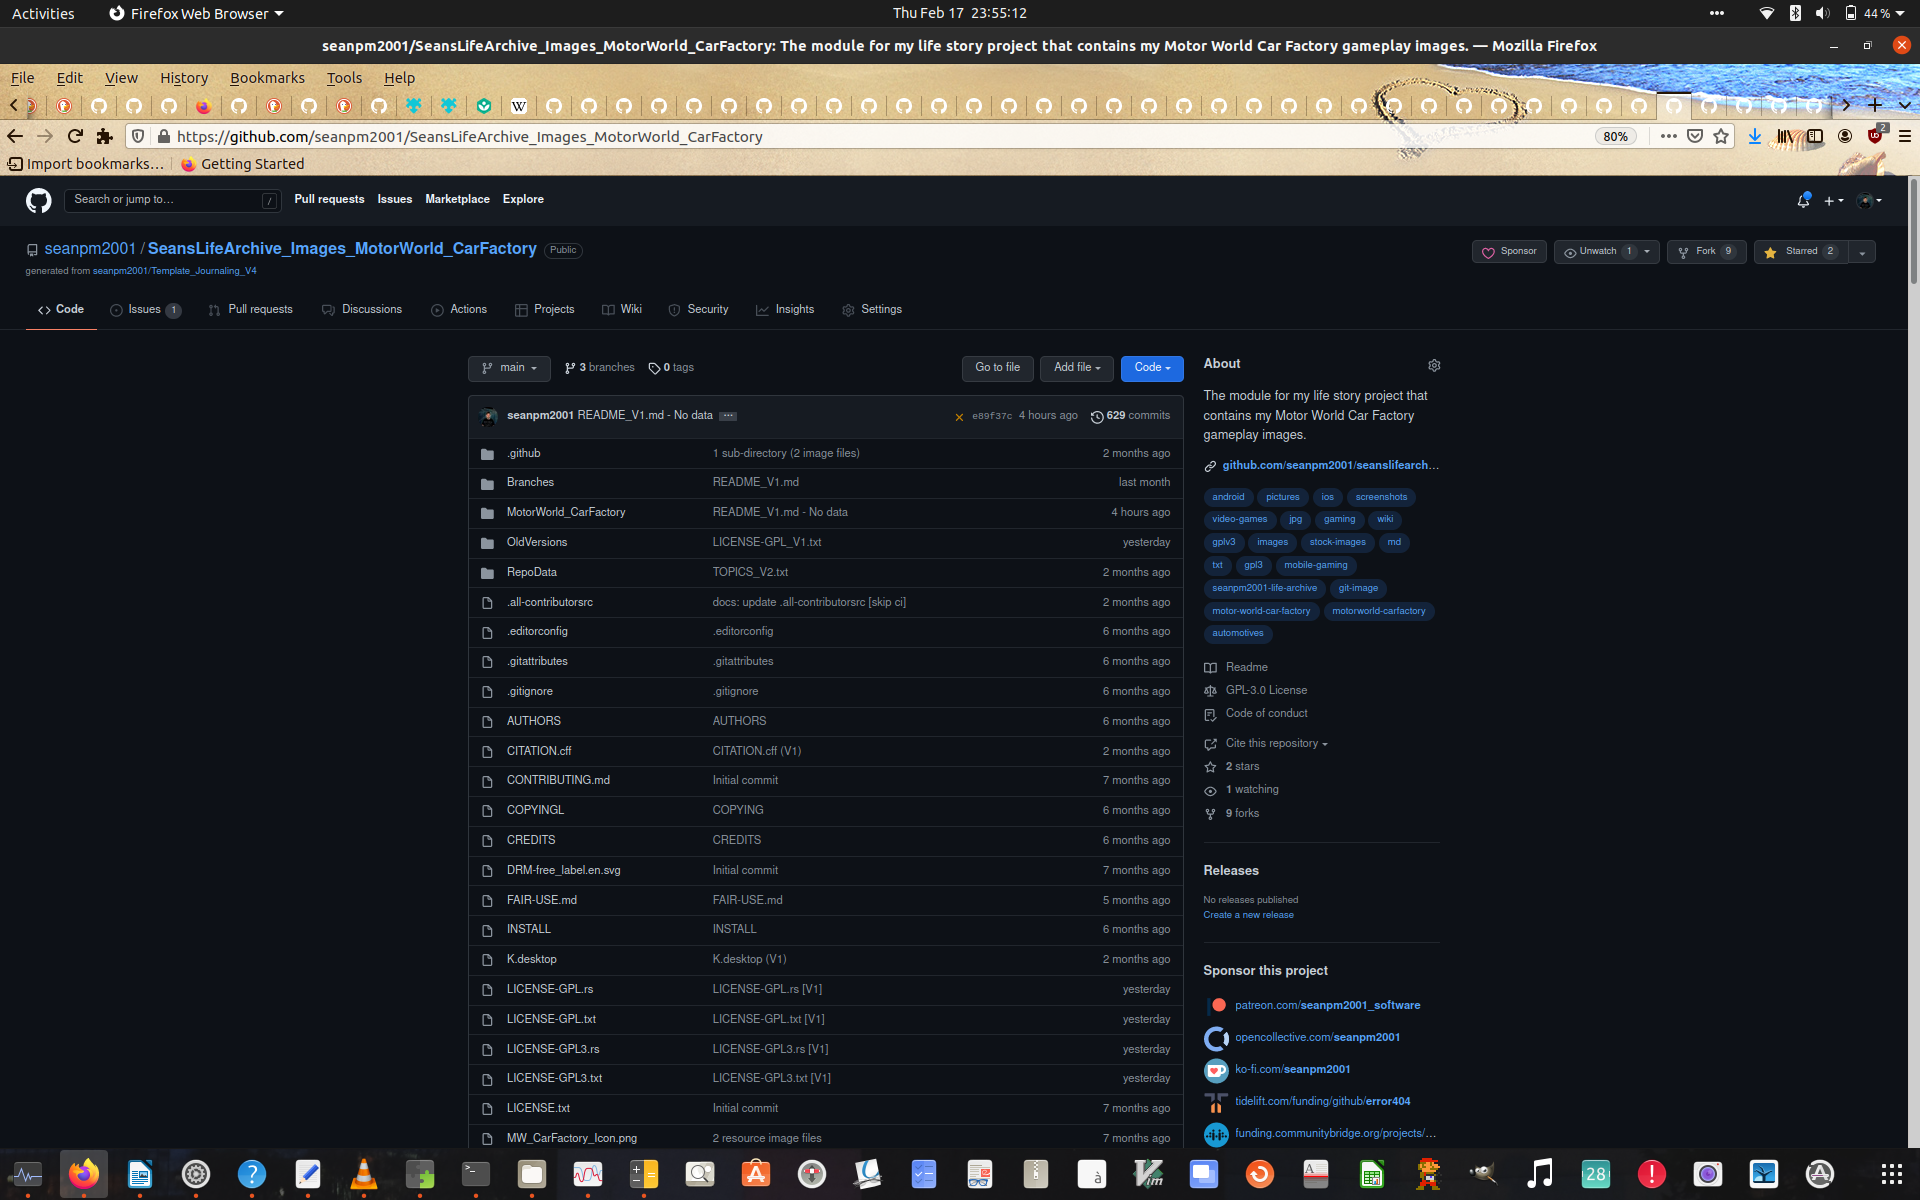 Activities Firefox Web Browser Thu Feb 17 23:55:12 44%
seanpm2001/SeansLifeArchive_Images_MotorWorld_CarFactory: The module for my life story project that contains my Motor World Car Factory gameplay images. — Mozilla Firefox
File Edit View History Bookmarks Tools Help
https://github.com/seanpm2001/SeansLifeArchive_Images_MotorWorld_CarFactory 80% 2
Import bookmarks... Getting Started
Search or jump to... / Pull requests Issues Marketplace Explore
seanpm2001 / SeansLifeArchive_Images_MotorWorld_CarFactory Public Sponsor Unwatch 1 Fork 9 Starred 2
generated from seanpm2001/Template_Journaling_V4
Code Issues 1 Pull requests Discussions Actions Projects Wiki Security Insights Settings
main 3 branches 0 tags Go to file Add file Code
seanpm2001 README_V1.md - No data ... e89f37c 4 hours ago 629 commits
.github 1 sub-directory (2 image files) 2 months ago
Branches README_V1.md last month
MotorWorld_CarFactory README_V1.md - No data 4 hours ago
OldVersions LICENSE-GPL_V1.txt yesterday
RepoData TOPICS_V2.txt 2 months ago
.all-contributorsrc docs: update .all-contributorsrc [skip ci] 2 months ago
.editorconfig .editorconfig 6 months ago
.gitattributes .gitattributes 6 months ago
.gitignore .gitignore 6 months ago
AUTHORS AUTHORS 6 months ago
CITATION.cff CITATION.cff (V1) 2 months ago
CONTRIBUTING.md Initial commit 7 months ago
COPYINGL COPYING 6 months ago
CREDITS CREDITS 6 months ago
DRM-free_label.en.svg Initial commit 7 months ago
FAIR-USE.md FAIR-USE.md 5 months ago
INSTALL INSTALL 6 months ago
K.desktop K.desktop (V1) 2 months ago
LICENSE-GPL.rs LICENSE-GPL.rs [V1] yesterday
LICENSE-GPL.txt LICENSE-GPL.txt [V1] yesterday
LICENSE-GPL3.rs LICENSE-GPL3.rs [V1] yesterday
LICENSE-GPL3.txt LICENSE-GPL3.txt [V1] yesterday
LICENSE.txt Initial commit 7 months ago
MW_CarFactory_Icon.png 2 resource image files 7 months ago
About
The module for my life story project that
contains my Motor World Car Factory
gameplay images.
github.com/seanpm2001/seanslifearch...
android pictures ios screenshots
video-games jpg gaming wiki
gplv3 images stock-images md
txt gpl3 mobile-gaming
seanpm2001-life-archive git-image
motor-world-car-factory motorworld-carfactory
automotives
Readme
GPL-3.0 License
Code of conduct
Cite this repository
2 stars
1 watching
9 forks
Releases
No releases published
Create a new release
Sponsor this project
patreon.com/seanpm2001_software
opencollective.com/seanpm2001
ko-fi.com/seanpm2001
tidelift.com/funding/github/error404
funding.communitybridge.org/projects/...
28